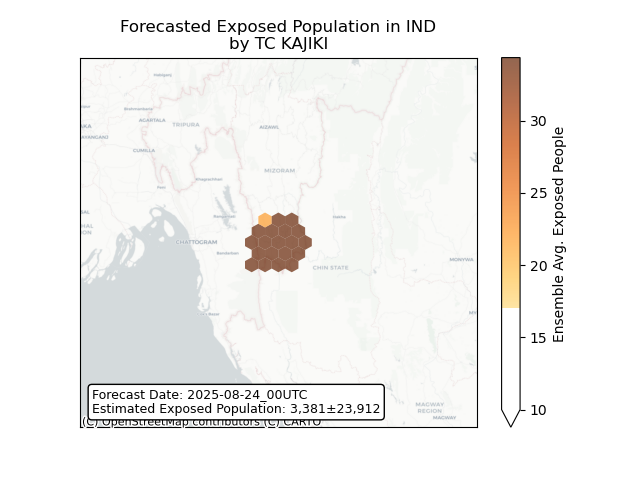 Forecasted Exposed Population in IND
by TC KAJIKI
AGARTALA
TRIPURA
AIZAWL
CUMILLA
MIZORAM
CHATTOGRAM
CHIN STATE
MAGWAY
REGION
MAGWAY
Forecast Date: 2025-08-24_00UTC
Estimated Exposed Population: 3,381±23,912
(C) OpenStreetMap contributors (C) CARTO
30
25
20
15
10
Ensemble Avg. Exposed People